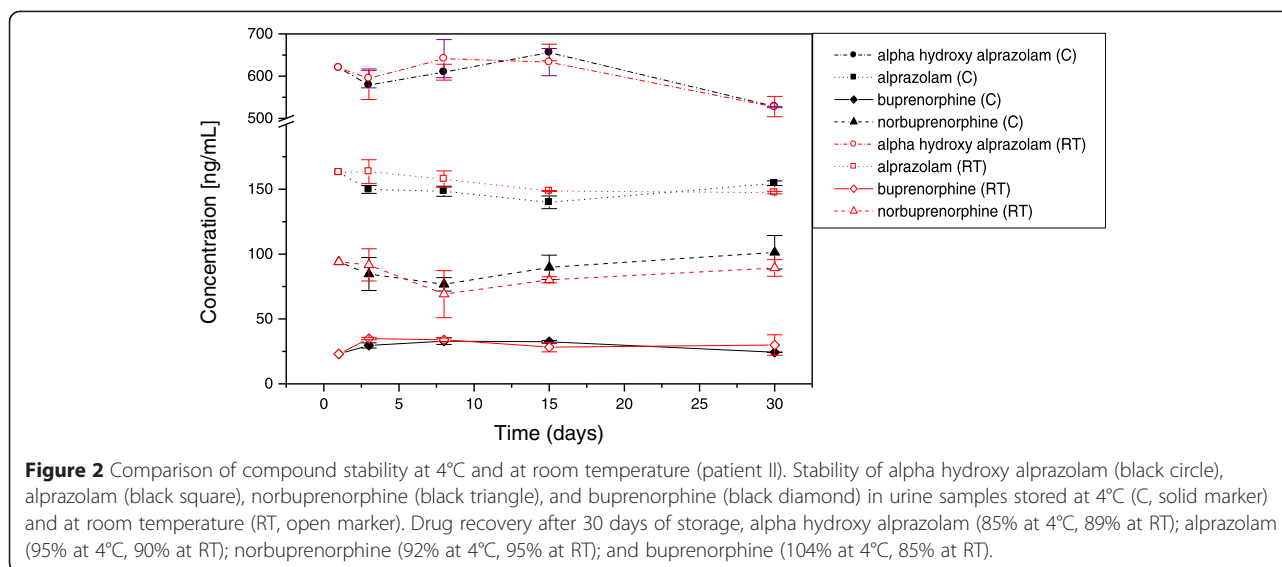 700
600
500
150
100
50
0
Concentration [ng/mL]
0 5 10 15 20 25 30
Time (days)
alpha hydroxy alprazolam (C)
alprazolam (C)
buprenorphine (C)
norbuprenorphine (C)
alpha hydroxy alprazolam (RT)
alprazolam (RT)
buprenorphine (RT)
norbuprenorphine (RT)
Figure 2 Comparison of compound stability at 4°C and at room temperature (patient II). Stability of alpha hydroxy alprazolam (black circle),
alprazolam (black square), norbuprenorphine (black triangle), and buprenorphine (black diamond) in urine samples stored at 4°C (C, solid marker)
and at room temperature (RT, open marker). Drug recovery after 30 days of storage, alpha hydroxy alprazolam (85% at 4°C, 89% at RT); alprazolam
(95% at 4°C, 90% at RT); norbuprenorphine (92% at 4°C, 95% at RT); and buprenorphine (104% at 4°C, 85% at RT).